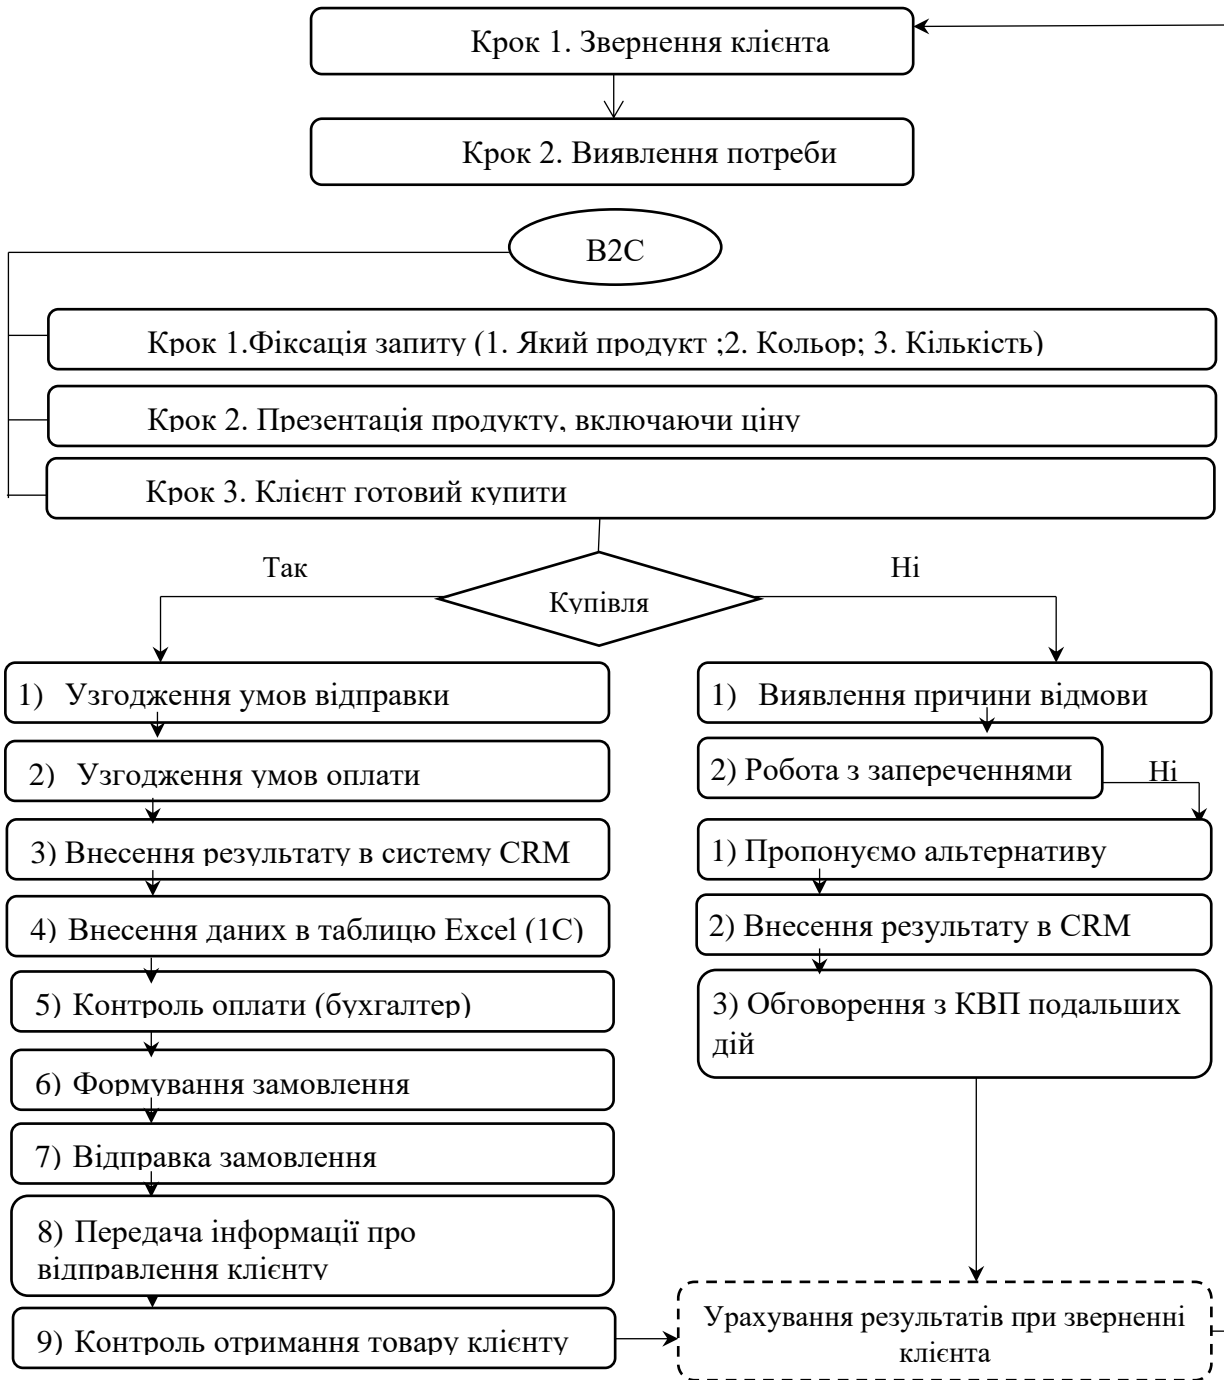 Крок 1. Звернення клієнта
Крок 2. Виявлення потреби
B2C
Крок 1.Фіксація запиту (1. Який продукт ;2. Кольор; 3. Кількість)
Крок 2. Презентація продукту, включаючи ціну
Крок 3. Клієнт готовий купити
Так
Ні
Купівля
1) Узгодження умов відправки
2) Узгодження умов оплати
3) Внесення результату в систему CRM
4) Внесення даних в таблицю Excel (1С)
5) Контроль оплати (бухгалтер)
6) Формування замовлення
7) Відправка замовлення
8) Передача інформації про
відправлення клієнту
9) Контроль отримання товару клієнту
1) Виявлення причини відмови
2) Робота з запереченнями
Ні
1) Пропонуємо альтернативу
2) Внесення результату в CRM
3) Обговорення з КВП подальших
дій
Урахування результатів при зверненні
клієнта